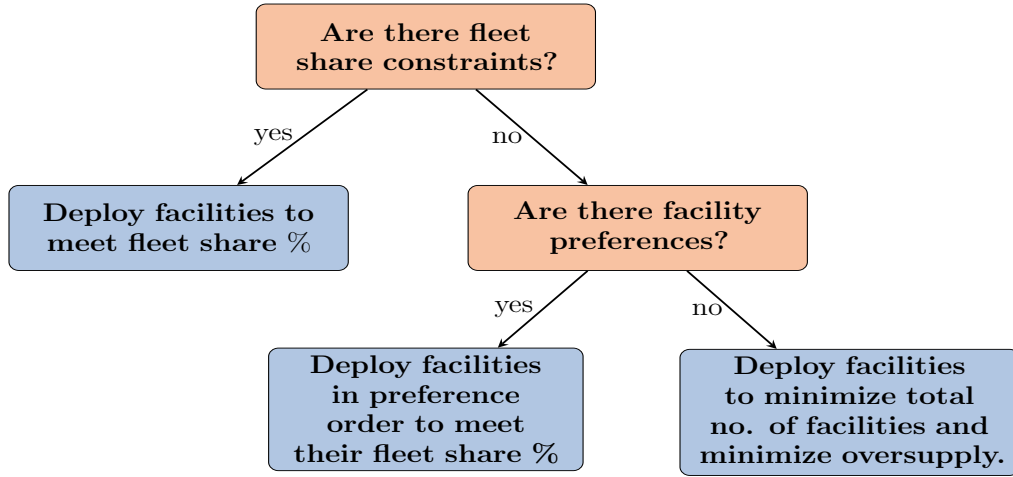 Are there fleet
share constraints?
yes
no
Deploy facilities to
meet fleet share %
Are there facility
preferences?
yes
no
Deploy facilities
in preference
order to meet
their fleet share %
Deploy facilities
to minimize total
no. of facilities and
minimize oversupply.